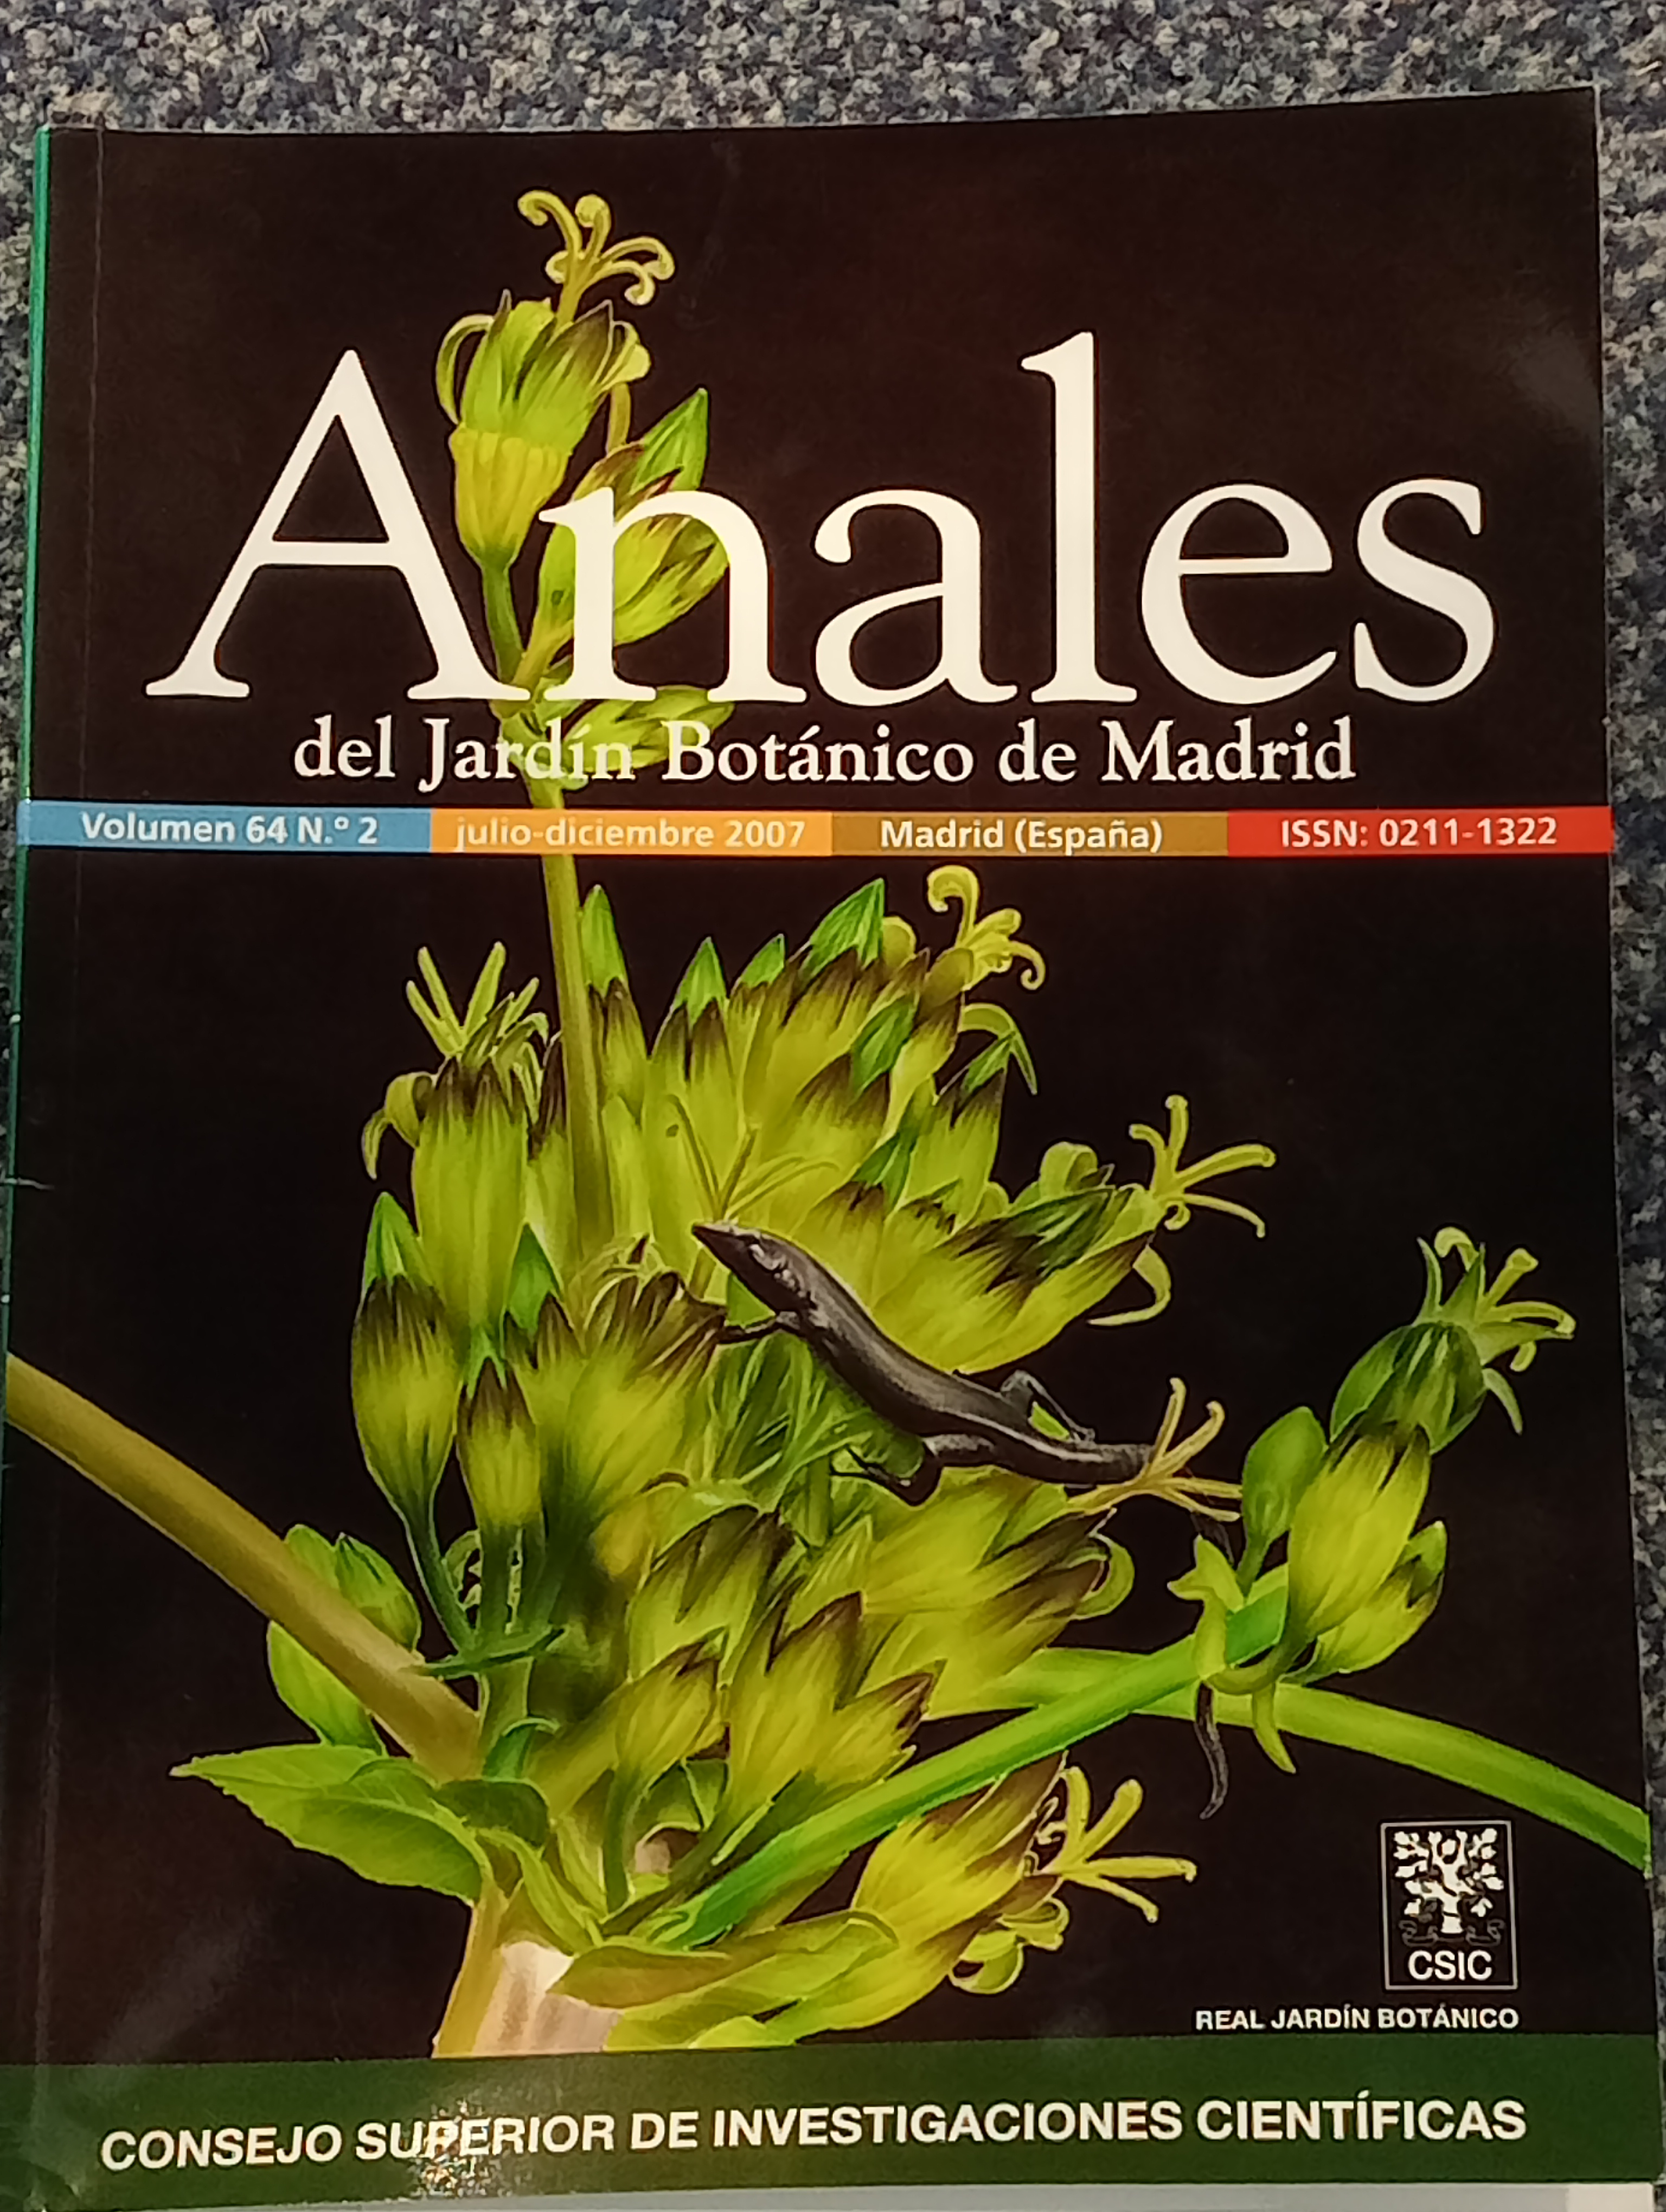 Anales
del Jardín Botánico de Madrid
Volumen 64 N.º 2
julio-diciembre 2007
Madrid (España)
ISSN: 0211-1322
CSIC
REAL JARDÍN BOTÁNICO
CONSEJO SUPERIOR DE INVESTIGACIONES CIENTÍFICAS